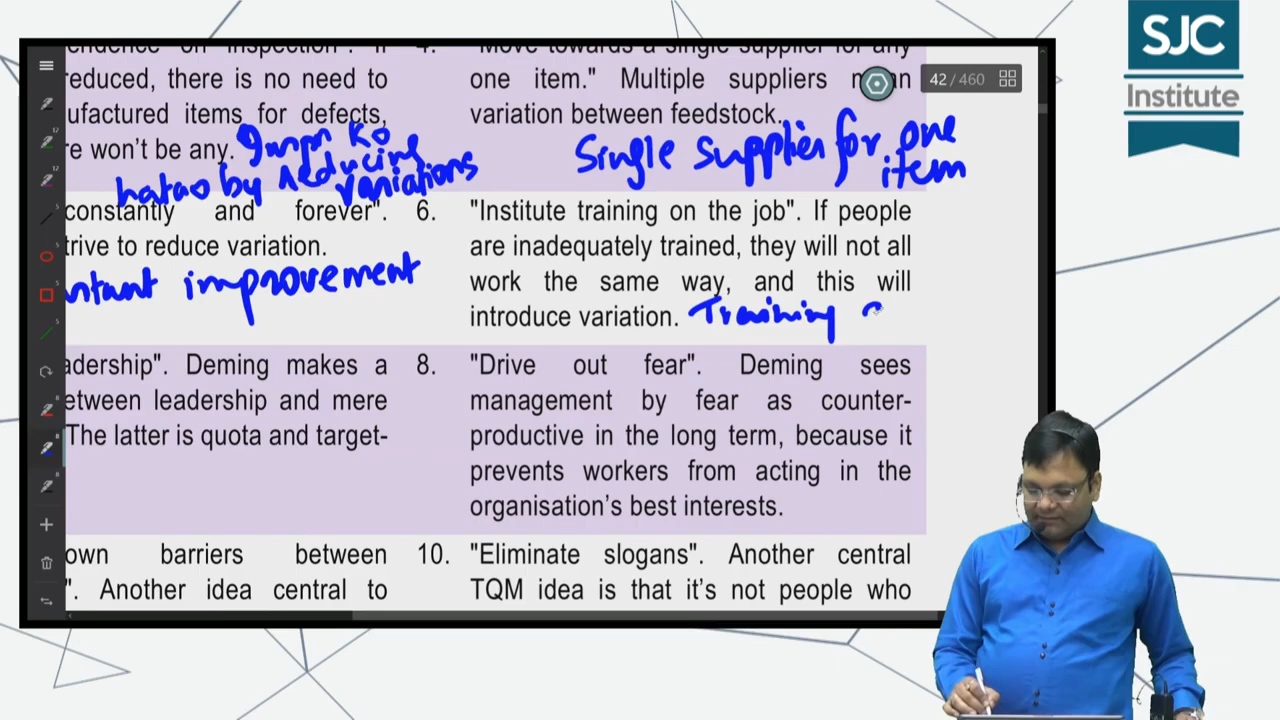 SJC
Institute
42 / 460
endence on inspection". If
reduced, there is no need to
ufactured items for defects,
re won't be any.
hatao by reducing
variations
4. "Move towards a single supplier for any
one item." Multiple suppliers mean
variation between feedstock.
Single supplier for one
item
constantly and forever".
trive to reduce variation.
improvement
6. "Institute training on the job". If people
are inadequately trained, they will not all
work the same way, and this will
introduce variation. Training
adership". Deming makes a
etween leadership and mere
The latter is quota and target-
8. "Drive out fear". Deming sees
management by fear as counter-
productive in the long term, because it
prevents workers from acting in the
organisation's best interests.
own barriers between
". Another idea central to
10. "Eliminate slogans". Another central
TQM idea is that it's not people who